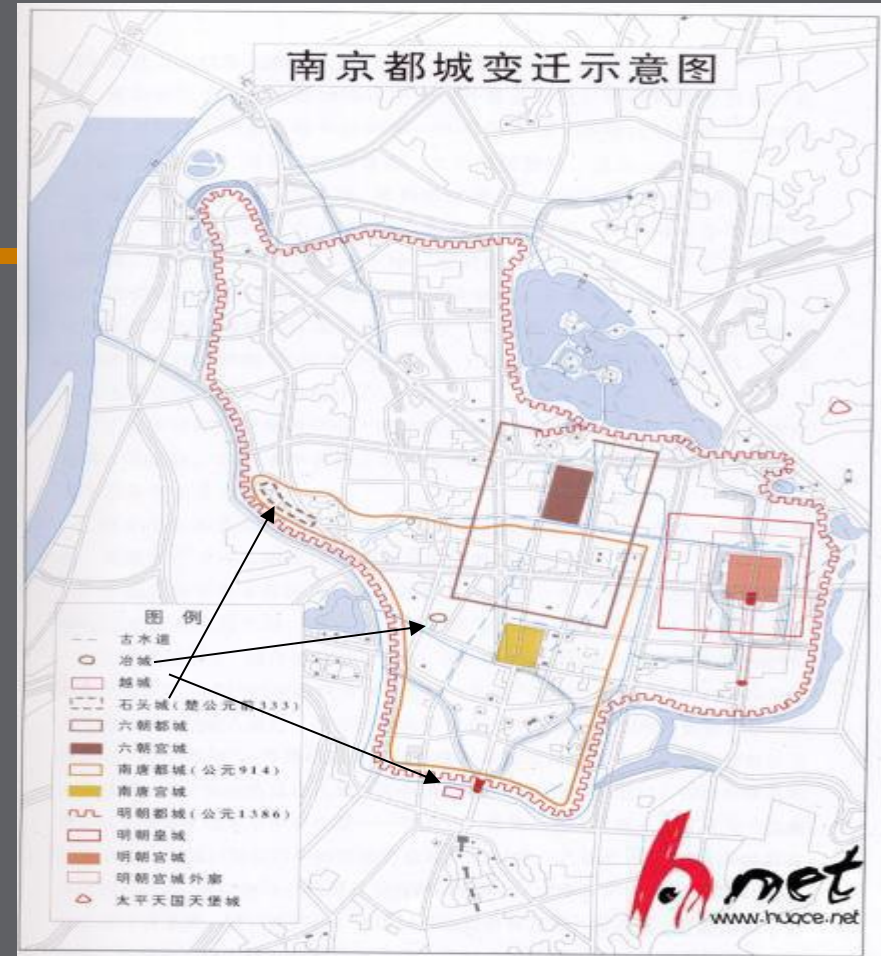 南京都城变迁示意图
图 例
古水道
冶城
越城
石头城(楚公元前333)
六朝都城
六朝宫城
南唐都城(公元914)
南唐宫城
明朝都城(公元1386)
明朝皇城
明朝宫城
明朝宫城外廓
太平天国天堡城
hnet
www.huace.net